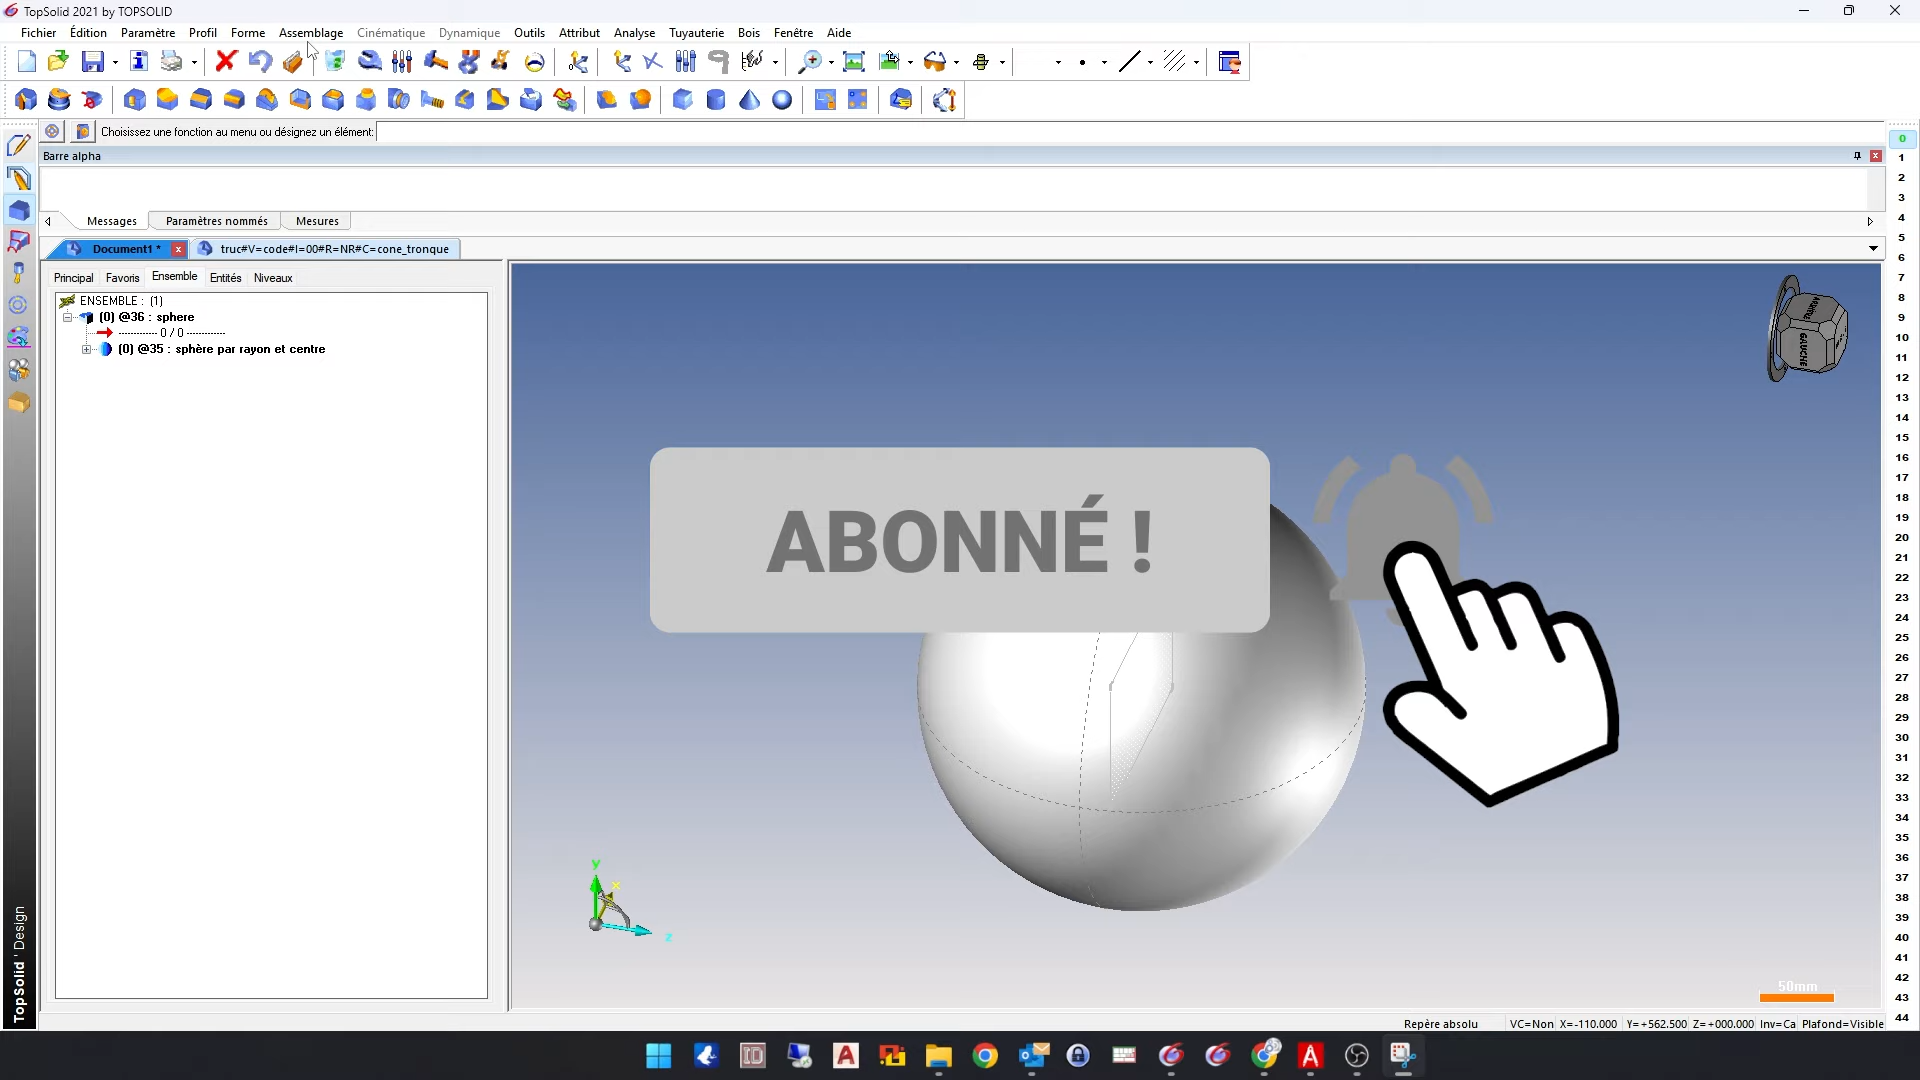 TopSolid 2021 by TOPSOLID
Fichier Édition Paramètre Profil Forme Assemblage Cinématique Dynamique Outils Attribut Analyse Tuyauterie Bois Fenêtre Aide
Choisissez une fonction au menu ou désignez un élément:
Barre alpha
Messages Paramètres nommés Mesures
Document1 * truc#V=code#I=00#R=NR#C=cone_tronque
Principal Favoris Ensemble Entités Niveaux
ENSEMBLE : (1)
(0) @36 : sphere
------------ 0 / 0 ------------
(0) @35 : sphère par rayon et centre
GAUCHE
ABONNÉ !
y
x
z
50mm
TopSolid ' Design
Repère absolu VC=Non X=-110.000 Y=+562.500 Z=+000.000 Inv=Ca Plafond=Visible
0
1
2
3
4
5
6
7
8
9
10
11
12
13
14
15
16
17
18
19
20
21
22
23
24
25
26
27
28
29
30
31
32
33
34
35
36
37
38
39
40
41
42
43
44